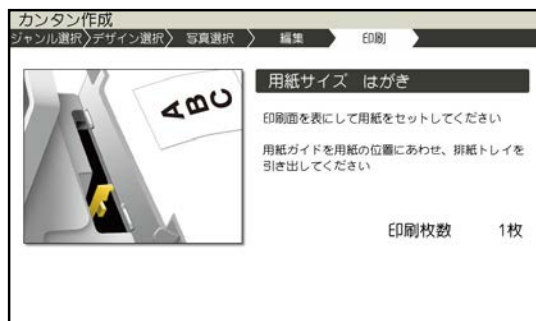 カンタン作成
ジャンル選択〉デザイン選択〉 写真選択 〉 編集 印刷
ABC
用紙サイズ はがき
印刷面を表にして用紙をセットしてください
用紙ガイドを用紙の位置にあわせ、排紙トレイを
引き出してください
印刷枚数 1枚